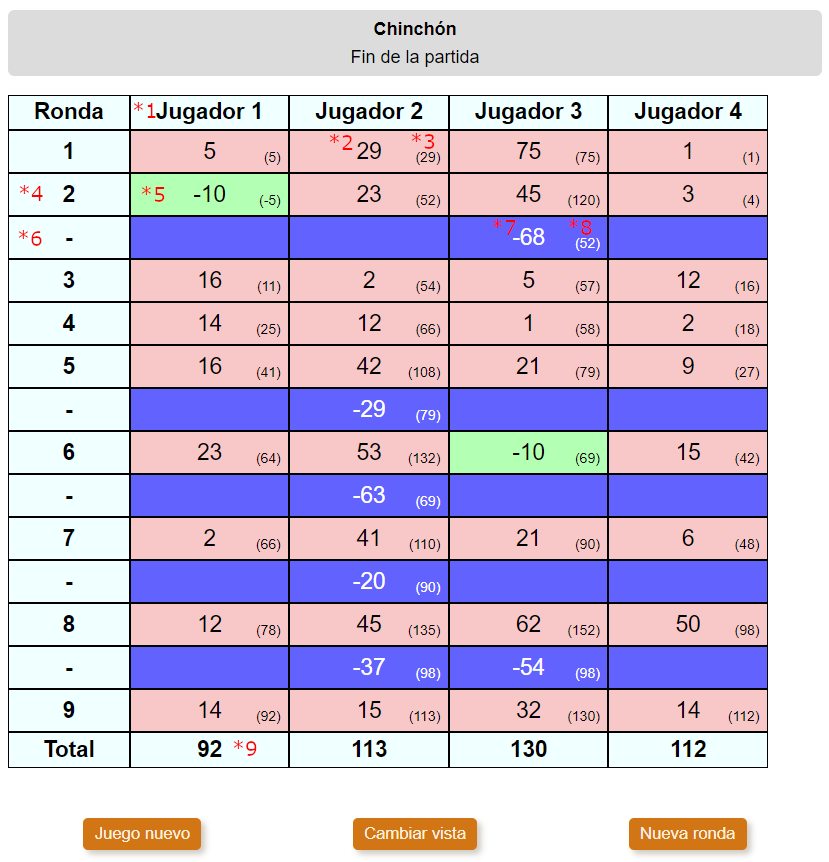 Chinchón
Fin de la partida
Ronda *1Jugador 1 Jugador 2 Jugador 3 Jugador 4
1 5 (5) *2 29 *3 (29) 75 (75) 1 (1)
*4 2 *5 -10 (-5) 23 (52) 45 (120) 3 (4)
*6 - *7 -68 *8 (52)
3 16 (11) 2 (54) 5 (57) 12 (16)
4 14 (25) 12 (66) 1 (58) 2 (18)
5 16 (41) 42 (108) 21 (79) 9 (27)
- -29 (79)
6 23 (64) 53 (132) -10 (69) 15 (42)
- -63 (69)
7 2 (66) 41 (110) 21 (90) 6 (48)
- -20 (90)
8 12 (78) 45 (135) 62 (152) 50 (98)
- -37 (98) -54 (98)
9 14 (92) 15 (113) 32 (130) 14 (112)
Total 92 *9 113 130 112
Juego nuevo Cambiar vista Nueva ronda